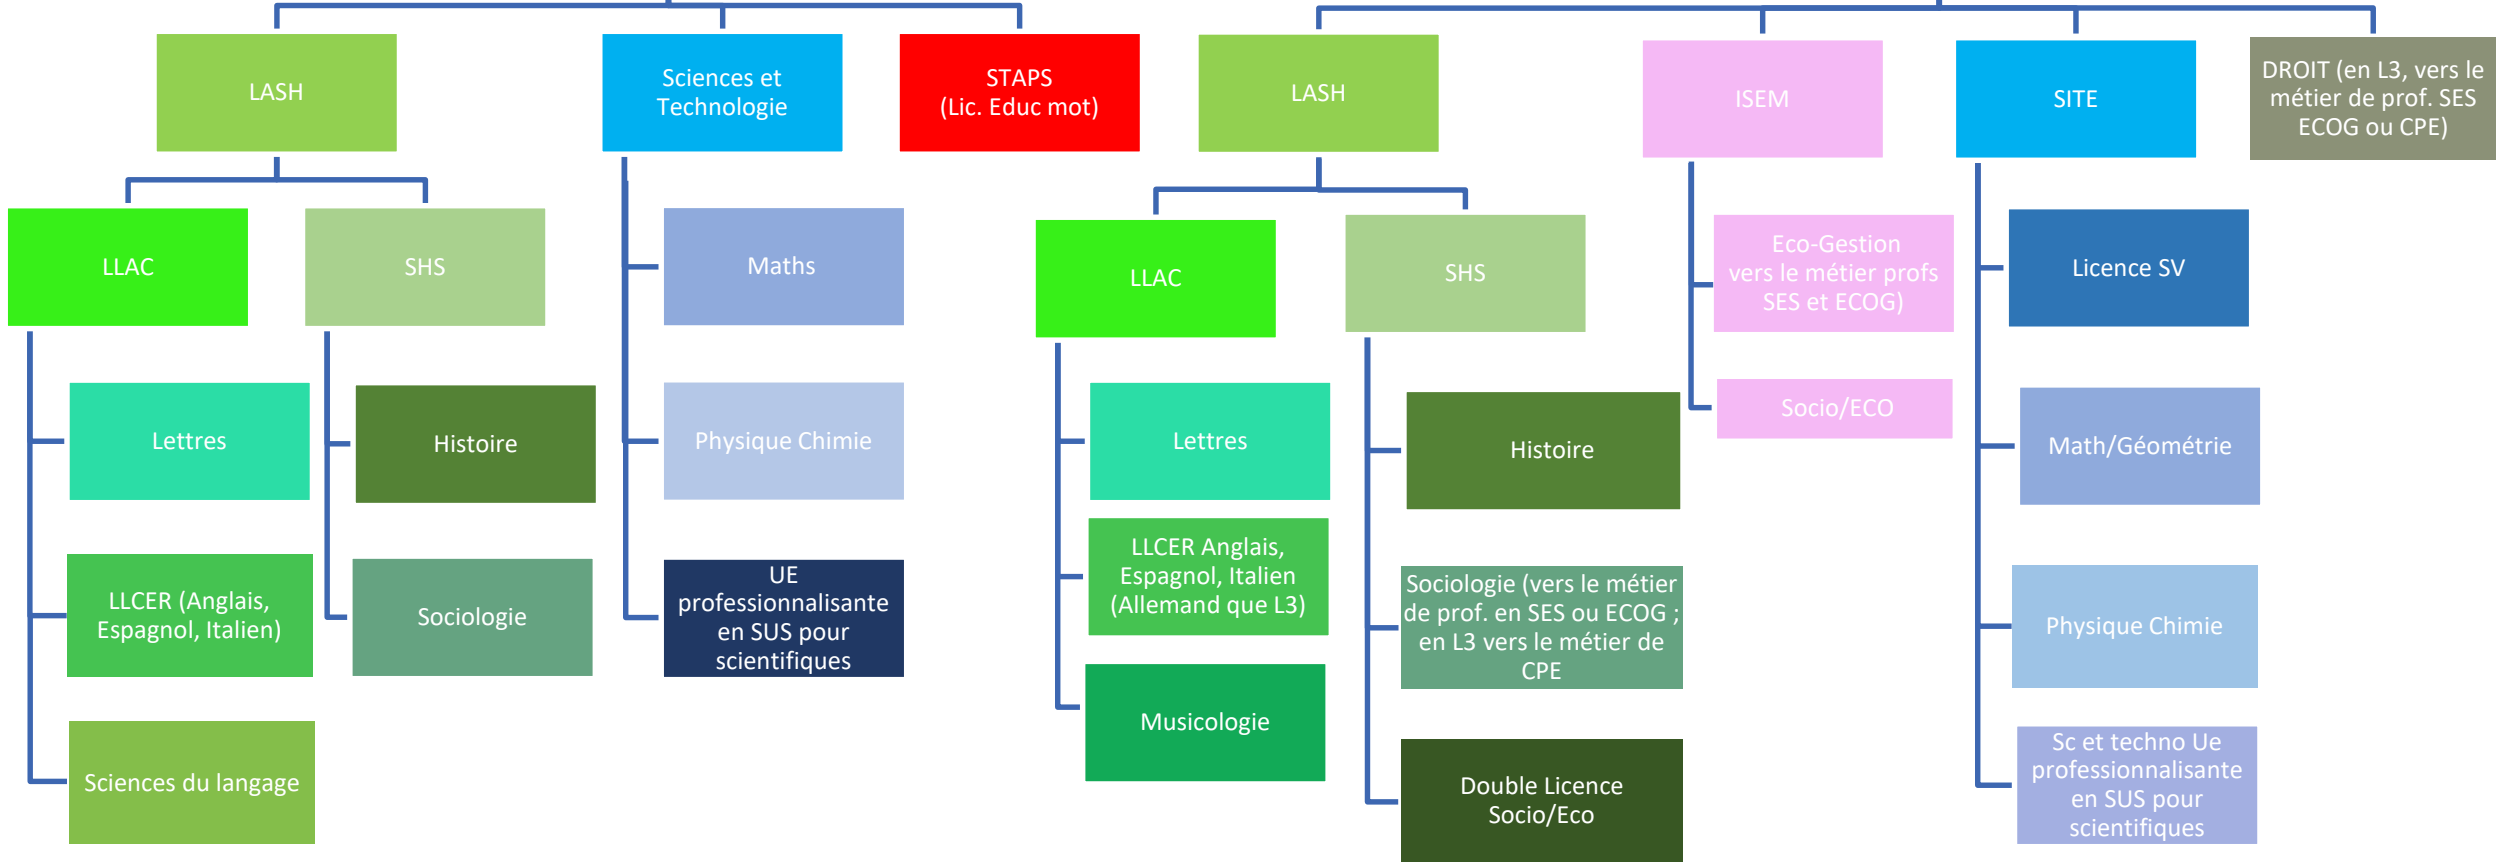 LASH
Sciences et
Technologie
STAPS
(Lic. Educ mot)
LLAC
SHS
Maths
Lettres
Histoire
Physique Chimie
LLCER (Anglais,
Espagnol, Italien)
Sociologie
UE
professionnalisante
en SUS pour
scientifiques
Sciences du langage
LASH
ISEM
SITE
DROIT (en L3, vers le
métier de prof. SES
ECOG ou CPE)
LLAC
SHS
Eco-Gestion
vers le métier profs
SES et ECOG)
Licence SV
Lettres
Histoire
Socio/ECO
Math/Géométrie
LLCER Anglais,
Espagnol, Italien
(Allemand que L3)
Sociologie (vers le métier
de prof. en SES ou ECOG ;
en L3 vers le métier de
CPE
Physique Chimie
Musicologie
Double Licence
Socio/Eco
Sc et techno Ue
professionnalisante
en SUS pour
scientifiques